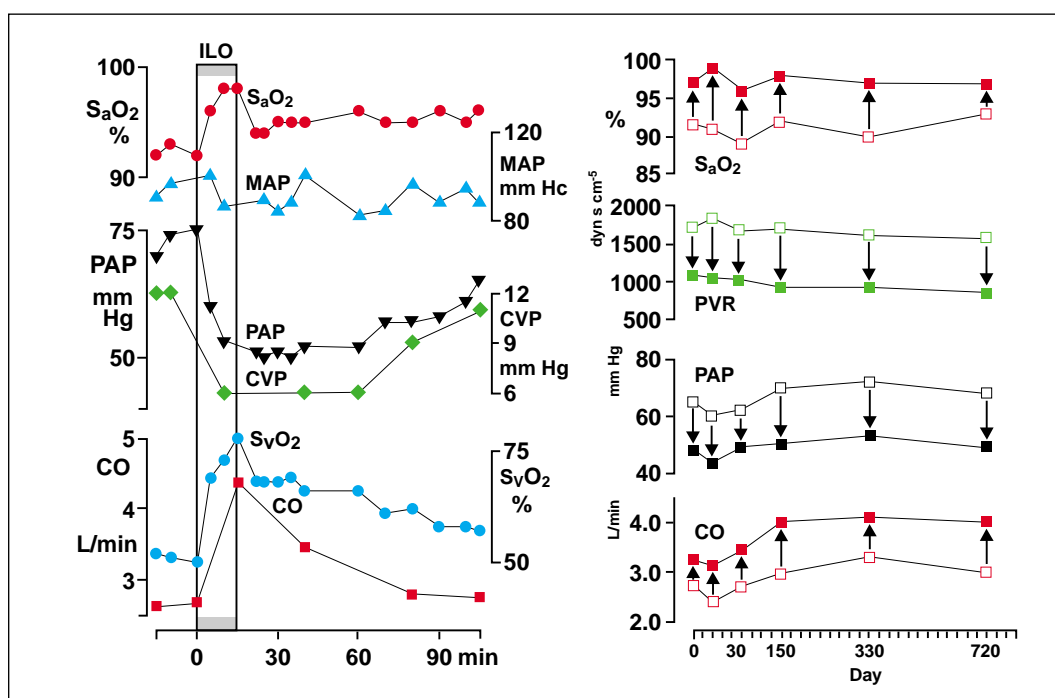 ILO
100
SaO2
%
90
SaO2
120
MAP
mm Hc
80
MAP
75
PAP
mm
Hg
50
PAP
CVP
12
CVP
9
mm Hg
6
5
CO
4
L/min
3
SVO2
CO
75
SVO2
%
50
0
30
60
90 min
100
95
%
90
85
SaO2
2000
dyn s cm-5
1500
1000
500
PVR
80
mm Hg
60
40
PAP
L/min
4.0
3.0
2.0
CO
0
30
150
330
720
Day